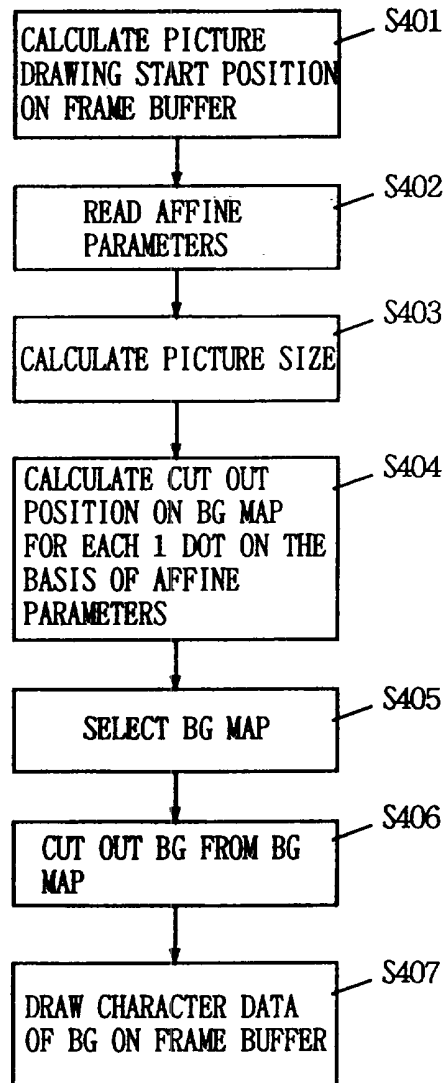 S401
CALCULATE PICTURE
DRAWING START POSITION
ON FRAME BUFFER
S402
READ AFFINE
PARAMETERS
S403
CALCULATE PICTURE SIZE
S404
CALCULATE CUT OUT
POSITION ON BG MAP
FOR EACH 1 DOT ON THE
BASIS OF AFFINE
PARAMETERS
S405
SELECT BG MAP
S406
CUT OUT BG FROM BG
MAP
S407
DRAW CHARACTER DATA
OF BG ON FRAME BUFFER